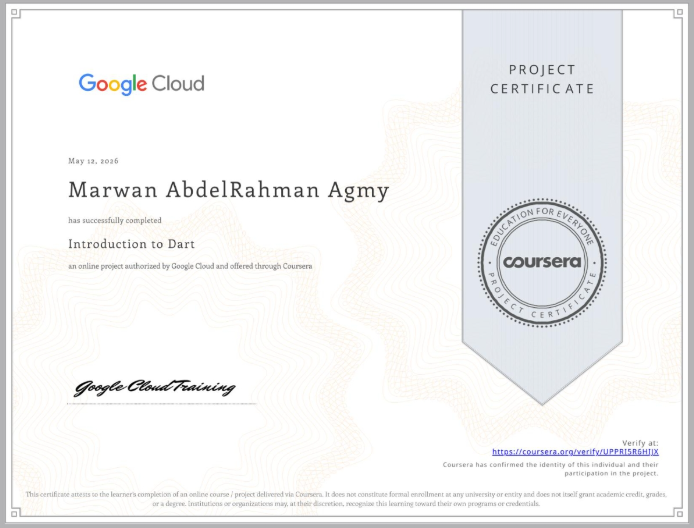 Google Cloud
PROJECT
CERTIFICATE
May 12, 2026
Marwan AbdelRahman Agmy
has successfully completed
Introduction to Dart
an online project authorized by Google Cloud and offered through Coursera
EDUCATION FOR EVERYONE
coursera
PROJECT CERTIFICATE
Google Cloud Training
Verify at:
https://coursera.org/verify/UPPRI5R6HIJX
Coursera has confirmed the identity of this individual and their
participation in the project.
This certificate attests to the learner's completion of an online course / project delivered via Coursera. It does not constitute formal enrollment at any university or entity and does not itself grant academic credit, grades,
or a degree. Institutions or organizations may, at their discretion, recognize this learning toward their own programs or credentials.